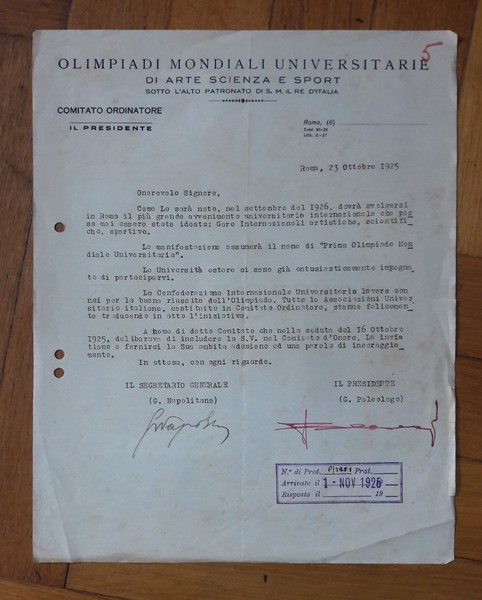 5
OLIMPIADI MONDIALI UNIVERSITARIE
DI ARTE SCIENZA E SPORT
SOTTO L'ALTO PATRONATO DI S. M. IL RE D'ITALIA
COMITATO ORDINATORE
IL PRESIDENTE
Roma, (6)
Roma, 23 Ottobre 1925
Onorevole Signore,
Come Le sarà noto, nel settembre del 1926, dovrà svolgersi
in Roma il più grande avvenimento universitario internazionale che pos
sa mai essere stato ideato: Gare Internazionali artistiche, scientifi
che, sportive.
La manifestazione assumerà il nome di "Prima Olimpiade Mon
diale Universitaria".
Le Università estere si sono già entusiasticamente impegna
te di parteciparvi.
La Confederazione Internazionale Universitaria lavora con
noi per la buona riuscita dell'Olimpiade. Tutte le Associazioni Univer
sitarie italiane, costituite in Comitato Ordinatore, stanno felicemen
te traducendo in atto l'iniziativa.
A nome di detto Comitato che nella seduta del 16 Ottobre
1925, deliberava di includere la S.V. nel Comitato d'Onore, La invi
tiamo a fornirci la Sua ambita adesione ed una parola di incoraggia
mento.
In attesa, con ogni riguardo.
IL SEGRETARIO GENERALE IL PRESIDENTE
(G. Napolitano) (G. Paleologo)
N.º di Prot. Prat.
Arrivato il 1 - NOV 1925
Risposto il 19